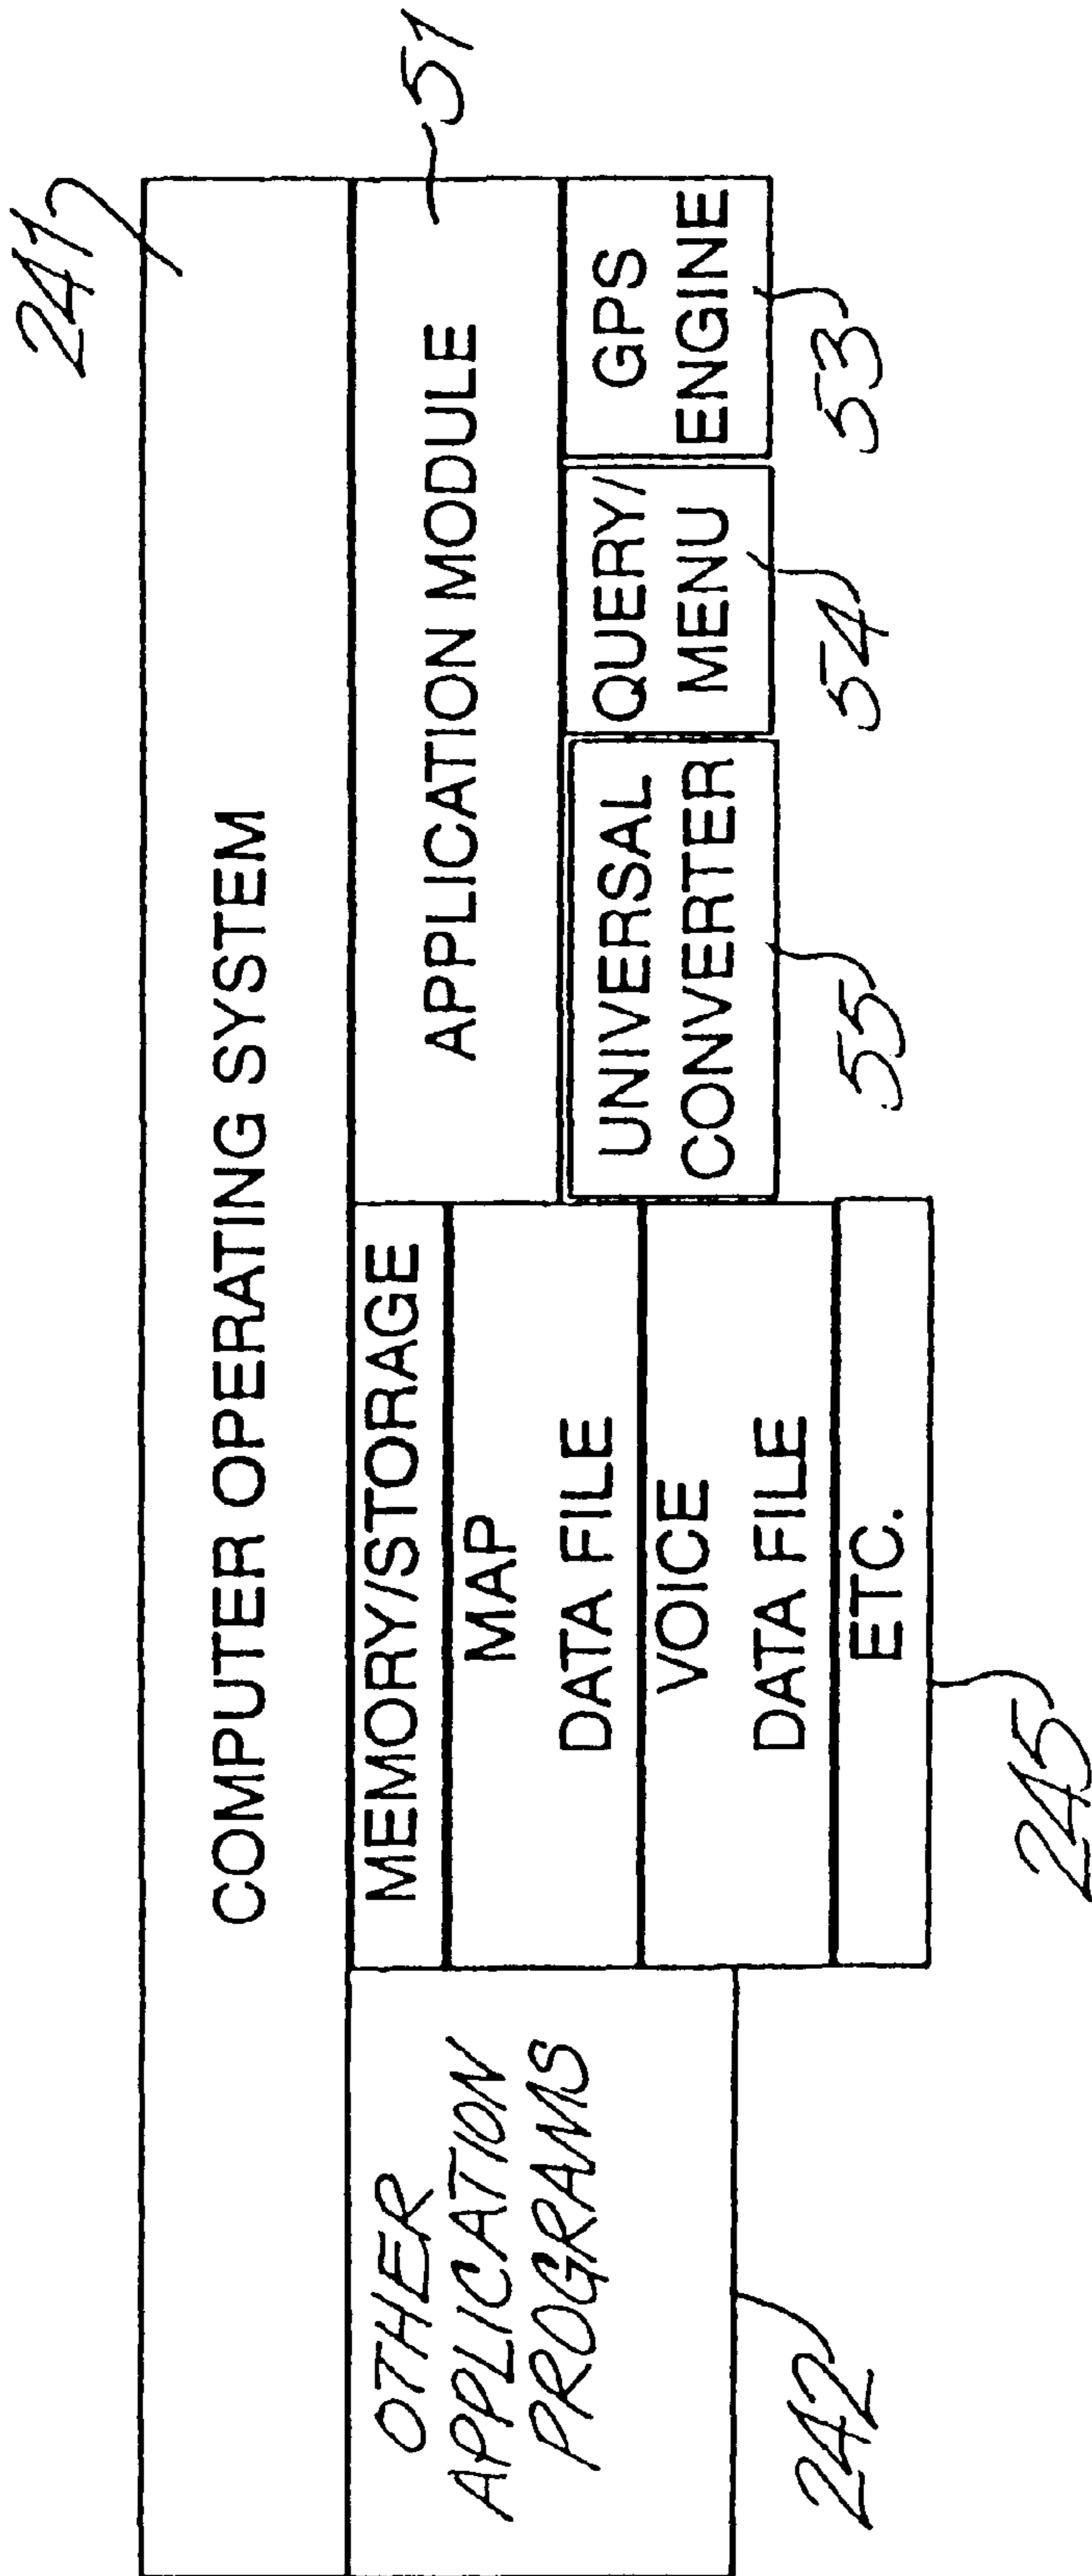 241
COMPUTER OPERATING SYSTEM
OTHER
APPLICATION
PROGRAMS
242
MEMORY/STORAGE
MAP
DATA FILE
VOICE
DATA FILE
ETC.
245
APPLICATION MODULE
51
UNIVERSAL
CONVERTER
55
QUERY/
MENU
54
GPS
ENGINE
53